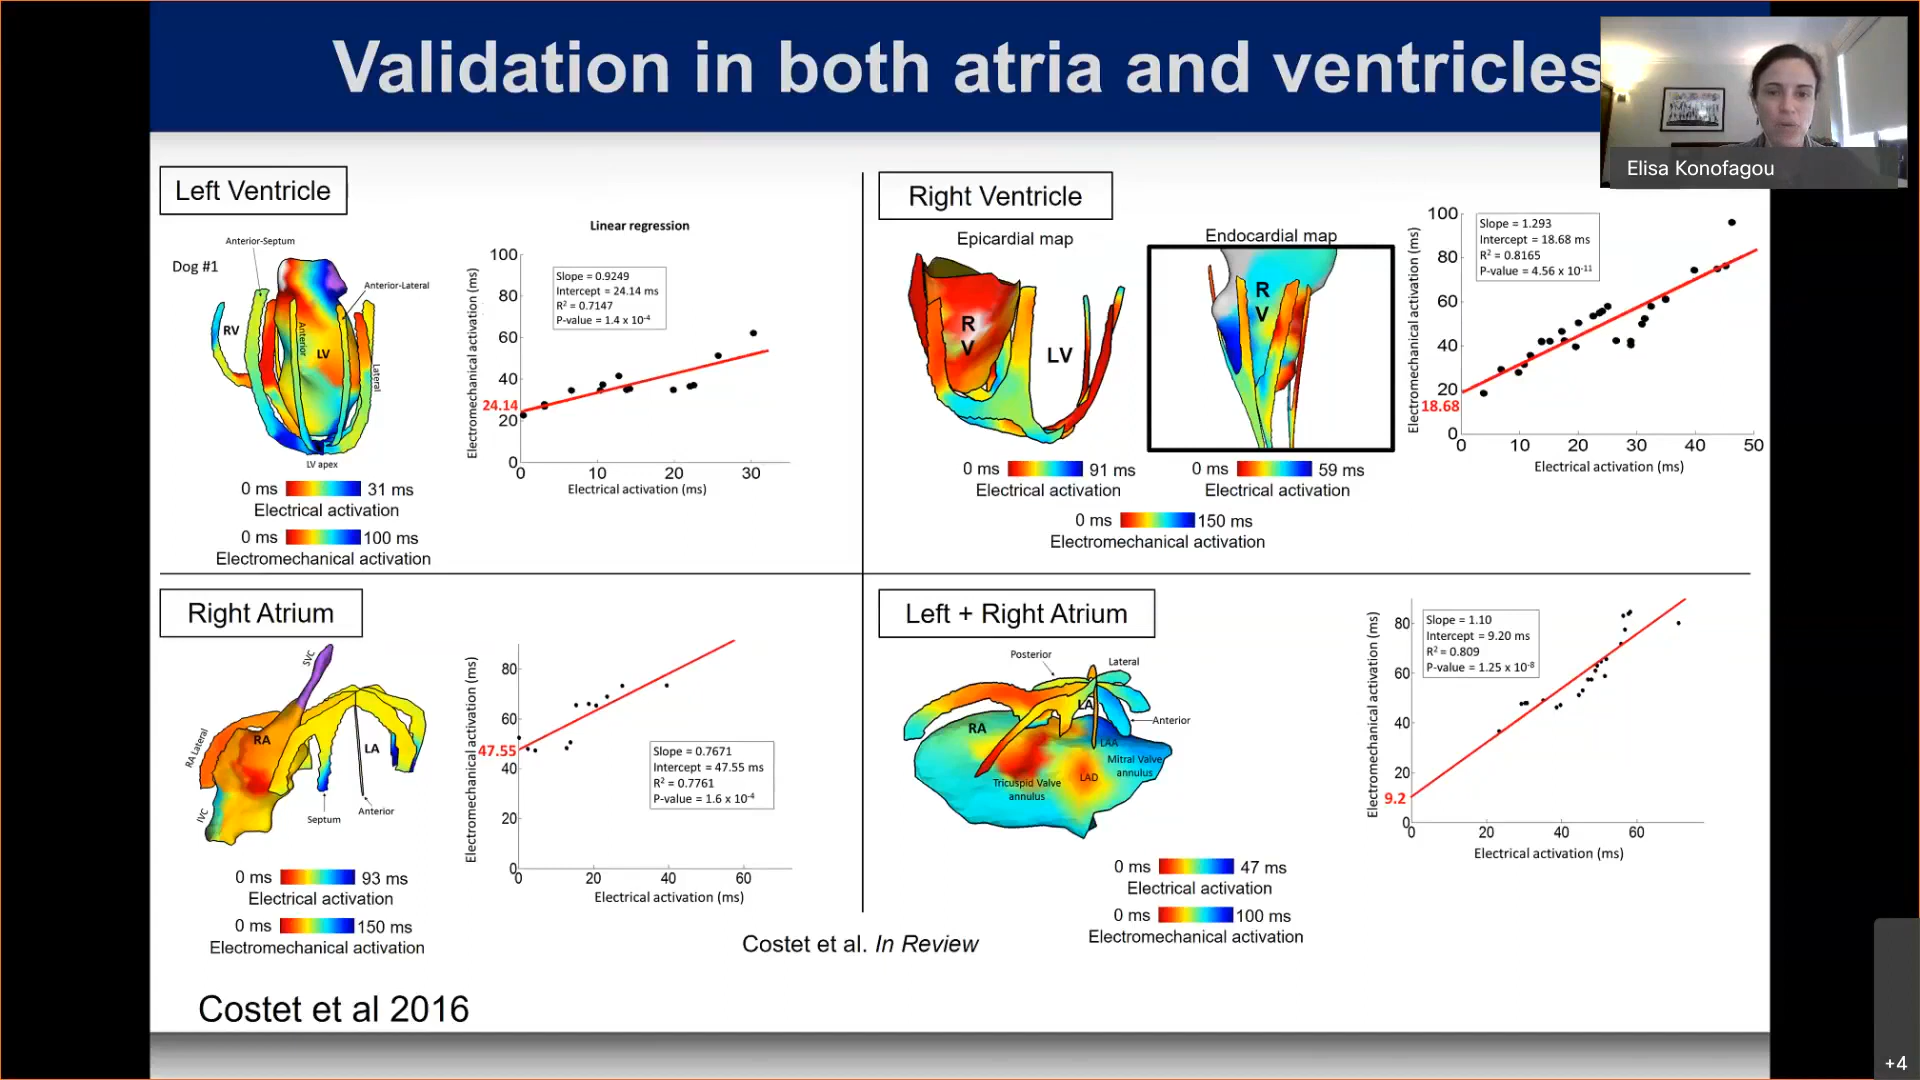 Validation in both atria and ventricles
Elisa Konofagou
Left Ventricle
Dog #1
Anterior-Septum
Anterior-Lateral
RV
Anterior
LV
Lateral
LV apex
0 ms 31 ms
Electrical activation
0 ms 100 ms
Electromechanical activation
Linear regression
Electromechanical activation (ms)
100
80
60
40
24.14
20
0
Slope = 0.9249
Intercept = 24.14 ms
R² = 0.7147
P-value = 1.4 x 10⁻⁴
0 10 20 30
Electrical activation (ms)
Right Ventricle
Epicardial map
R
V
LV
0 ms 91 ms
Electrical activation
Endocardial map
R
V
0 ms 59 ms
Electrical activation
0 ms 150 ms
Electromechanical activation
Electromechanical activation (ms)
100
80
60
40
20
18.68
0
Slope = 1.293
Intercept = 18.68 ms
R² = 0.8165
P-value = 4.56 x 10⁻¹¹
0 10 20 30 40 50
Electrical activation (ms)
Right Atrium
SVC
RA Lateral
RA
LA
IVC
Septum
Anterior
0 ms 93 ms
Electrical activation
0 ms 150 ms
Electromechanical activation
Electromechanical activation (ms)
80
60
47.55
40
20
0
Slope = 0.7671
Intercept = 47.55 ms
R² = 0.7761
P-value = 1.6 x 10⁻⁴
0 20 40 60
Electrical activation (ms)
Left + Right Atrium
Posterior
Lateral
LA
Anterior
RA
LAA
Mitral Valve
annulus
LAD
Tricuspid Valve
annulus
0 ms 47 ms
Electrical activation
0 ms 100 ms
Electromechanical activation
Electromechanical activation (ms)
80
60
40
20
9.2
0
Slope = 1.10
Intercept = 9.20 ms
R² = 0.809
P-value = 1.25 x 10⁻⁸
0 20 40 60
Electrical activation (ms)
Costet et al. In Review
Costet et al 2016
+4